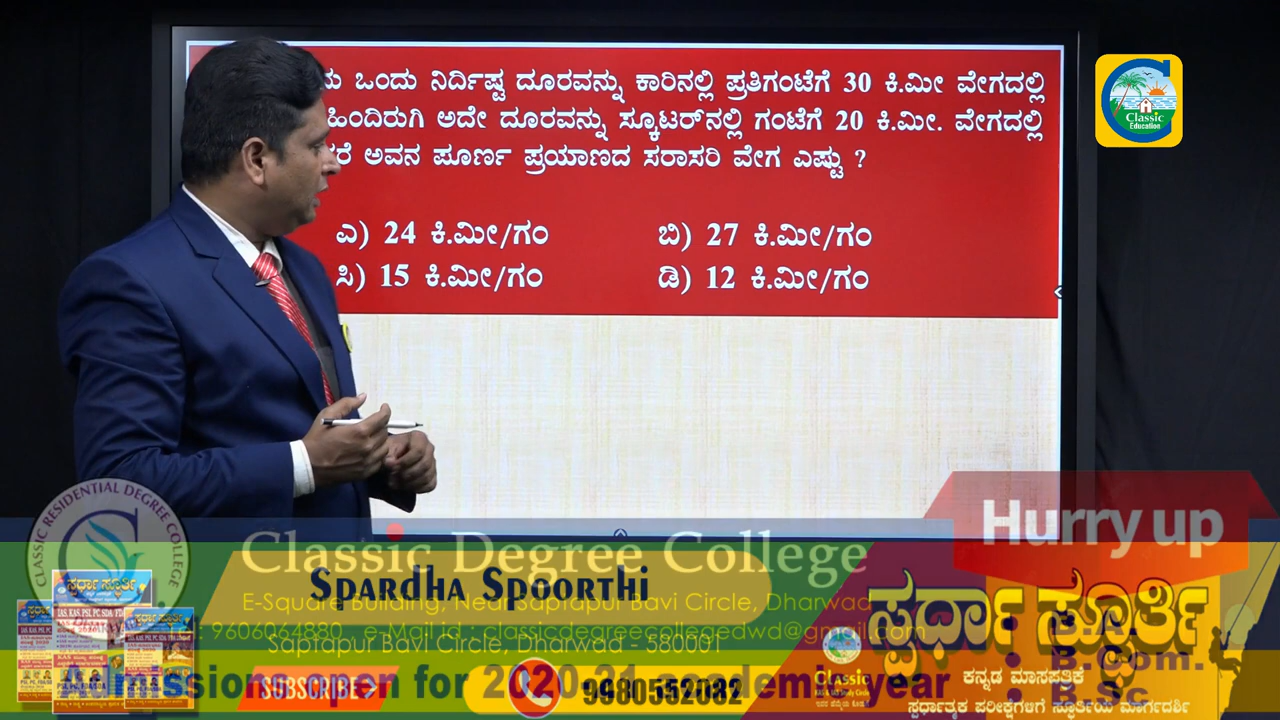 ಒಂದು ನಿರ್ದಿಷ್ಟ ದೂರವನ್ನು ಕಾರಿನಲ್ಲಿ ಪ್ರತಿಗಂಟೆಗೆ 30 ಕಿ.ಮೀ ವೇಗದಲ್ಲಿ
ಹಿಂದಿರುಗಿ ಅದೇ ದೂರವನ್ನು ಸ್ಕೂಟರ್‌ನಲ್ಲಿ ಗಂಟೆಗೆ 20 ಕಿ.ಮೀ. ವೇಗದಲ್ಲಿ
ಅವನ ಪೂರ್ಣ ಪ್ರಯಾಣದ ಸರಾಸರಿ ವೇಗ ಎಷ್ಟು ?
ಎ) 24 ಕಿ.ಮೀ/ಗಂ ಬಿ) 27 ಕಿ.ಮೀ/ಗಂ
ಸಿ) 15 ಕಿ.ಮೀ/ಗಂ ಡಿ) 12 ಕಿ.ಮೀ/ಗಂ
Classic
Education
CLASSIC RESIDENTIAL DEGREE COLLEGE
Hurry up
Classic Degree College
Spardha Spoorthi
E-Square Building, Near Saptapur Bavi Circle, Dharwad
Saptapur Bavi Circle, Dharwad - 580001
ಸ್ಪರ್ಧಾ ಸ್ಫೂರ್ತಿ
Admissions open for 2020-21 academic year
SUBSCRIBE
9980552082
Classic
B.Com.
B.Sc
ಕನ್ನಡ ಮಾಸಪತ್ರಿಕೆ
ಸ್ಪರ್ಧಾತ್ಮಕ ಪರೀಕ್ಷೆಗಳಿಗೆ ಸ್ಫೂರ್ತಿಯ ಮಾರ್ಗದರ್ಶಿ